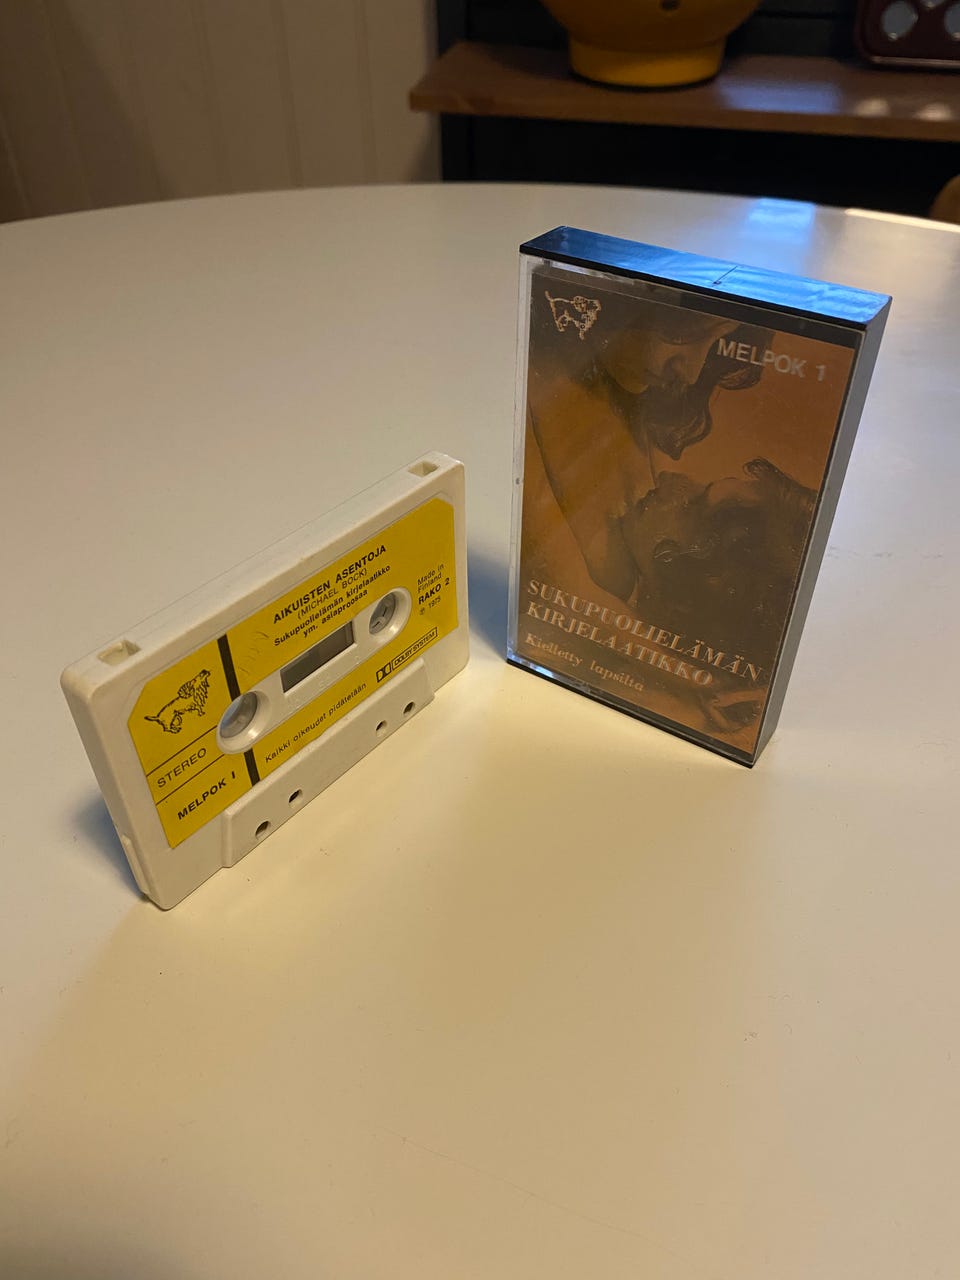 AIKUISTEN ASENTOJA
(MICHAEL BOCK)
Sukupuolielämän kirjelaatikko
ym. asiaproosaa
Made in
Finland
RAKO 2
℗ 1975
STEREO
MELPOK I
Kaikki oikeudet pidätetään
DOLBY SYSTEM
MELPOK 1
SUKUPUOLIELÄMÄN
KIRJELAATIKKO
Kielletty lapsilta